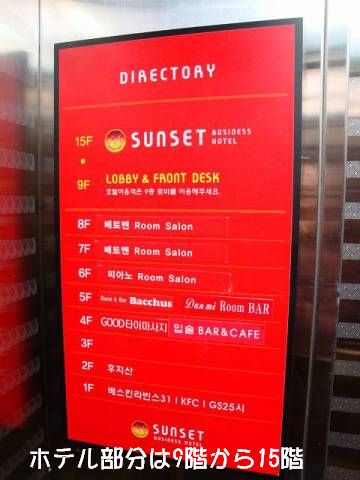 DIRECTORY
15F SUNSET BUSINESS HOTEL
9F LOBBY & FRONT DESK
호텔이용객은 9층 로비를 이용해주세요.
8F 베토벤 Room Salon
7F 베토벤 Room Salon
6F 피아노 Room Salon
5F Room & Bar Bacchus Dan mi Room BAR
4F GOOD타이마사지 입술 BAR&CAFE
3F
2F 후지산
1F 베스킨라빈스31 I KFC I GS25시
SUNSET BUSINESS HOTEL
ホテル部分は9階から15階